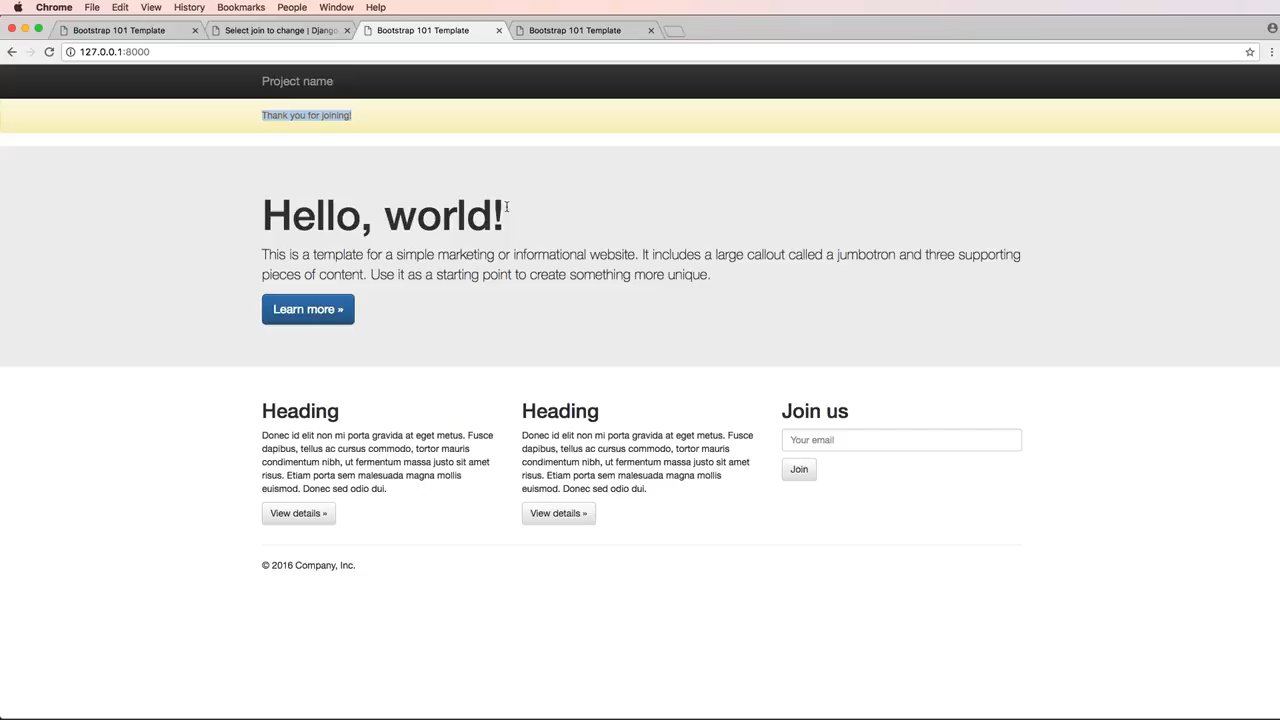 Chrome File Edit View History Bookmarks People Window Help
Bootstrap 101 Template Select join to change | Djang Bootstrap 101 Template Bootstrap 101 Template
127.0.0.1:8000
Project name
Thank you for joining!
Hello, world!
This is a template for a simple marketing or informational website. It includes a large callout called a jumbotron and three supporting
pieces of content. Use it as a starting point to create something more unique.
Learn more »
Heading
Donec id elit non mi porta gravida at eget metus. Fusce
dapibus, tellus ac cursus commodo, tortor mauris
condimentum nibh, ut fermentum massa justo sit amet
risus. Etiam porta sem malesuada magna mollis
euismod. Donec sed odio dui.
View details »
Heading
Donec id elit non mi porta gravida at eget metus. Fusce
dapibus, tellus ac cursus commodo, tortor mauris
condimentum nibh, ut fermentum massa justo sit amet
risus. Etiam porta sem malesuada magna mollis
euismod. Donec sed odio dui.
View details »
Join us
Your email
Join
© 2016 Company, Inc.